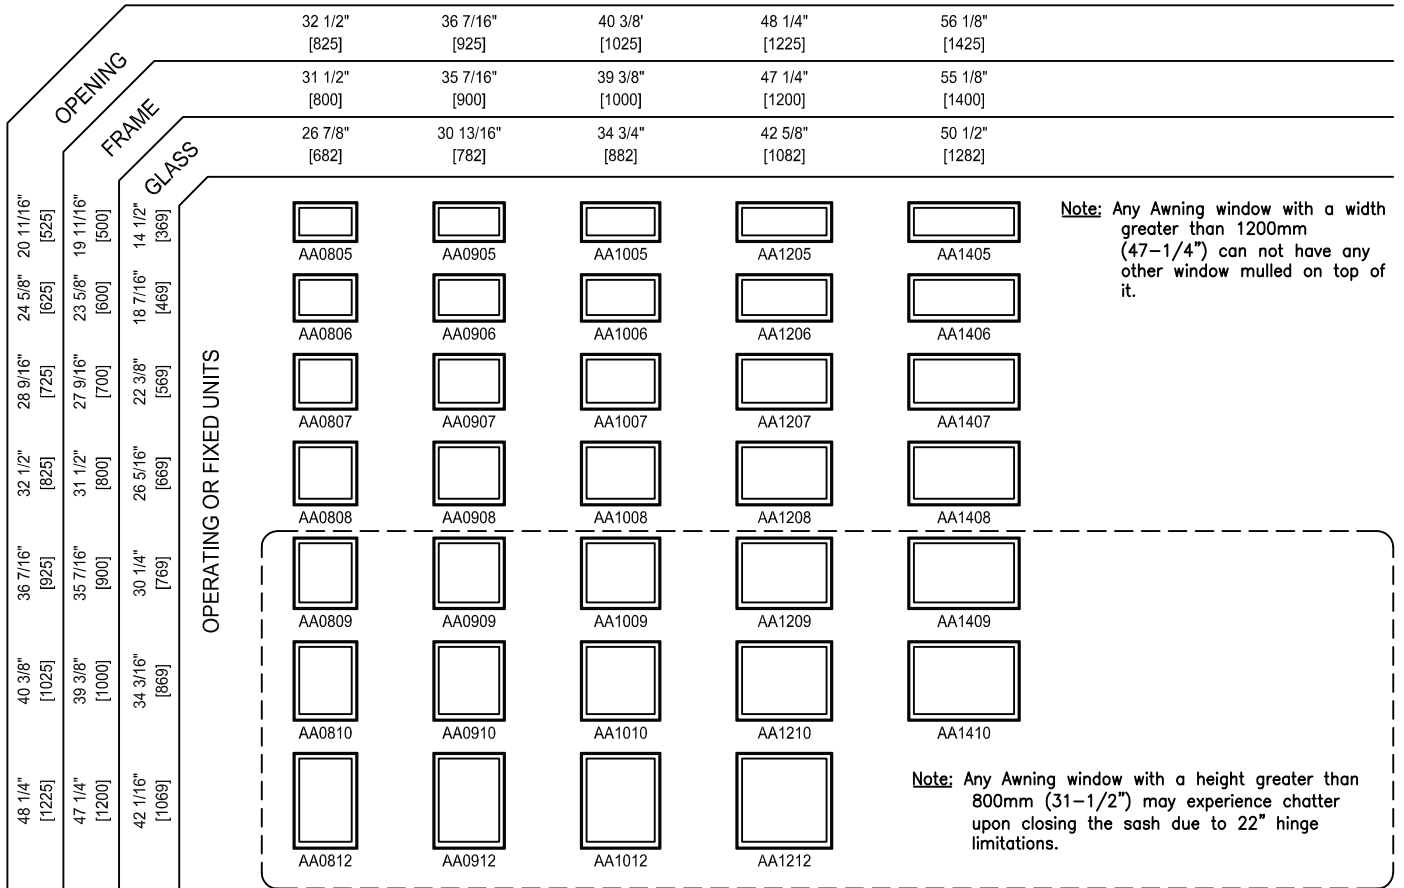 32 1/2" 36 7/16" 40 3/8' 48 1/4" 56 1/8"
[825] [925] [1025] [1225] [1425]
OPENING
31 1/2" 35 7/16" 39 3/8" 47 1/4" 55 1/8"
[800] [900] [1000] [1200] [1400]
FRAME
26 7/8" 30 13/16" 34 3/4" 42 5/8" 50 1/2"
[682] [782] [882] [1082] [1282]
GLASS
20 11/16" [525] 19 11/16" [500] 14 1/2" [369]
AA0805 AA0905 AA1005 AA1205 AA1405
Note: Any Awning window with a width
greater than 1200mm
(47-1/4") can not have any
other window mulled on top of
it.
24 5/8" [625] 23 5/8" [600] 18 7/16" [469]
AA0806 AA0906 AA1006 AA1206 AA1406
28 9/16" [725] 27 9/16" [700] 22 3/8" [569]
AA0807 AA0907 AA1007 AA1207 AA1407
OPERATING OR FIXED UNITS
32 1/2" [825] 31 1/2" [800] 26 5/16" [669]
AA0808 AA0908 AA1008 AA1208 AA1408
36 7/16" [925] 35 7/16" [900] 30 1/4" [769]
AA0809 AA0909 AA1009 AA1209 AA1409
40 3/8" [1025] 39 3/8" [1000] 34 3/16" [869]
AA0810 AA0910 AA1010 AA1210 AA1410
48 1/4" [1225] 47 1/4" [1200] 42 1/16" [1069]
AA0812 AA0912 AA1012 AA1212
Note: Any Awning window with a height greater than
800mm (31-1/2") may experience chatter
upon closing the sash due to 22" hinge
limitations.